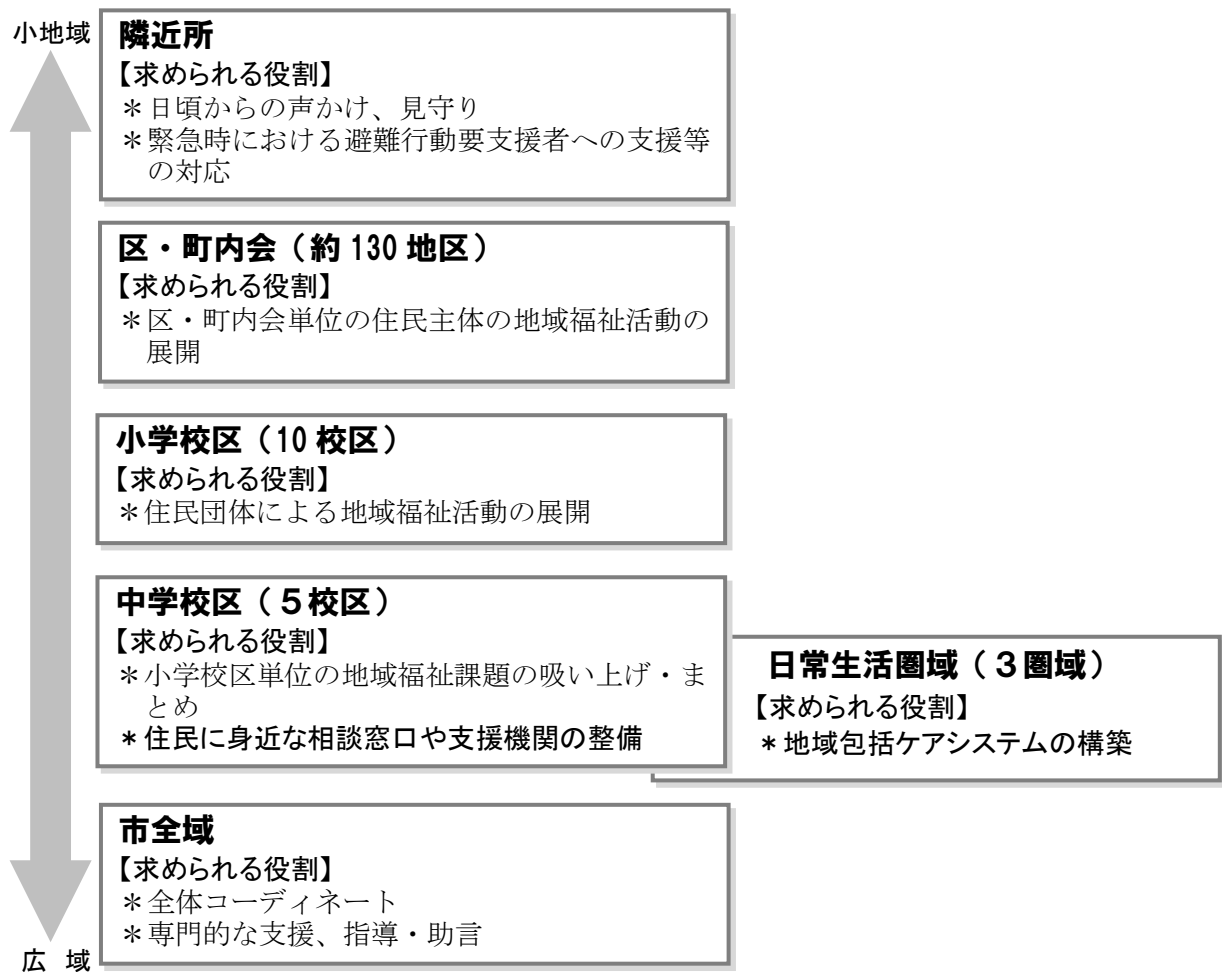 小地域
隣近所
【求められる役割】
＊日頃からの声かけ、見守り
＊緊急時における避難行動要支援者への支援等
の対応
区・町内会（約130地区）
【求められる役割】
＊区・町内会単位の住民主体の地域福祉活動の
展開
小学校区（10校区）
【求められる役割】
＊住民団体による地域福祉活動の展開
中学校区（５校区）
【求められる役割】
＊小学校区単位の地域福祉課題の吸い上げ・ま
とめ
＊住民に身近な相談窓口や支援機関の整備
日常生活圏域（３圏域）
【求められる役割】
＊地域包括ケアシステムの構築
市全域
【求められる役割】
＊全体コーディネート
＊専門的な支援、指導・助言
広　域